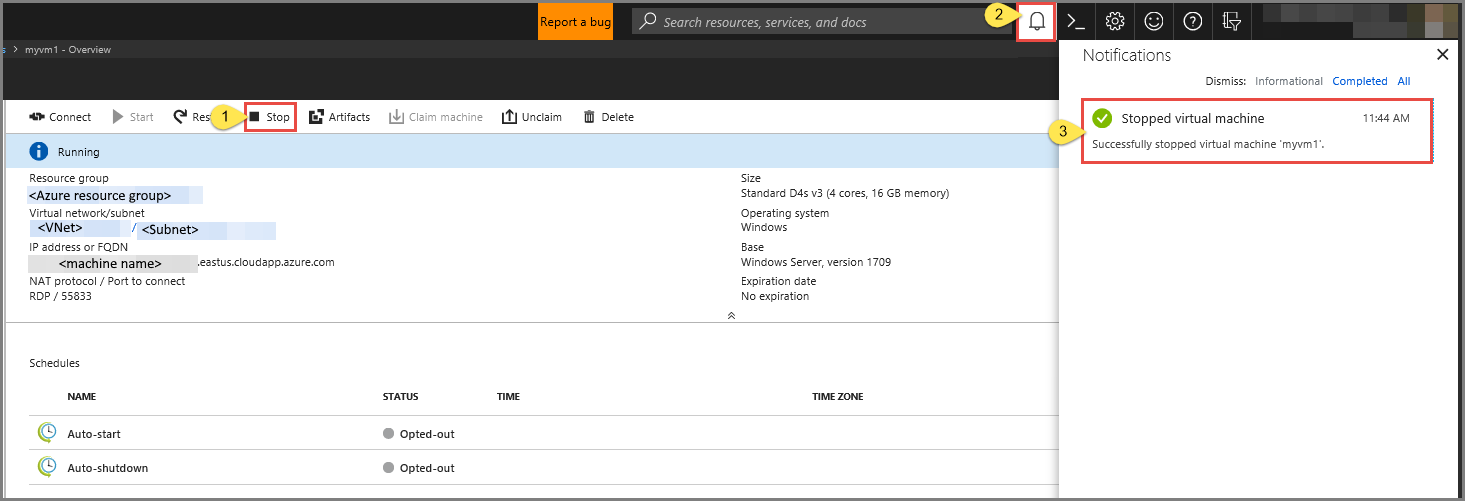 Report a bug
Search resources, services, and docs
2
s > myvm1 - Overview
Notifications
Dismiss: Informational Completed All
Connect
Start
Res
1
Stop
Artifacts
Claim machine
Unclaim
Delete
3
Stopped virtual machine 11:44 AM
Successfully stopped virtual machine 'myvm1'.
Running
Resource group
<Azure resource group>
Virtual network/subnet
<VNet> / <Subnet>
IP address or FQDN
<machine name> .eastus.cloudapp.azure.com
NAT protocol / Port to connect
RDP / 55833
Size
Standard D4s v3 (4 cores, 16 GB memory)
Operating system
Windows
Base
Windows Server, version 1709
Expiration date
No expiration
Schedules
NAME STATUS TIME TIME ZONE
Auto-start Opted-out
Auto-shutdown Opted-out